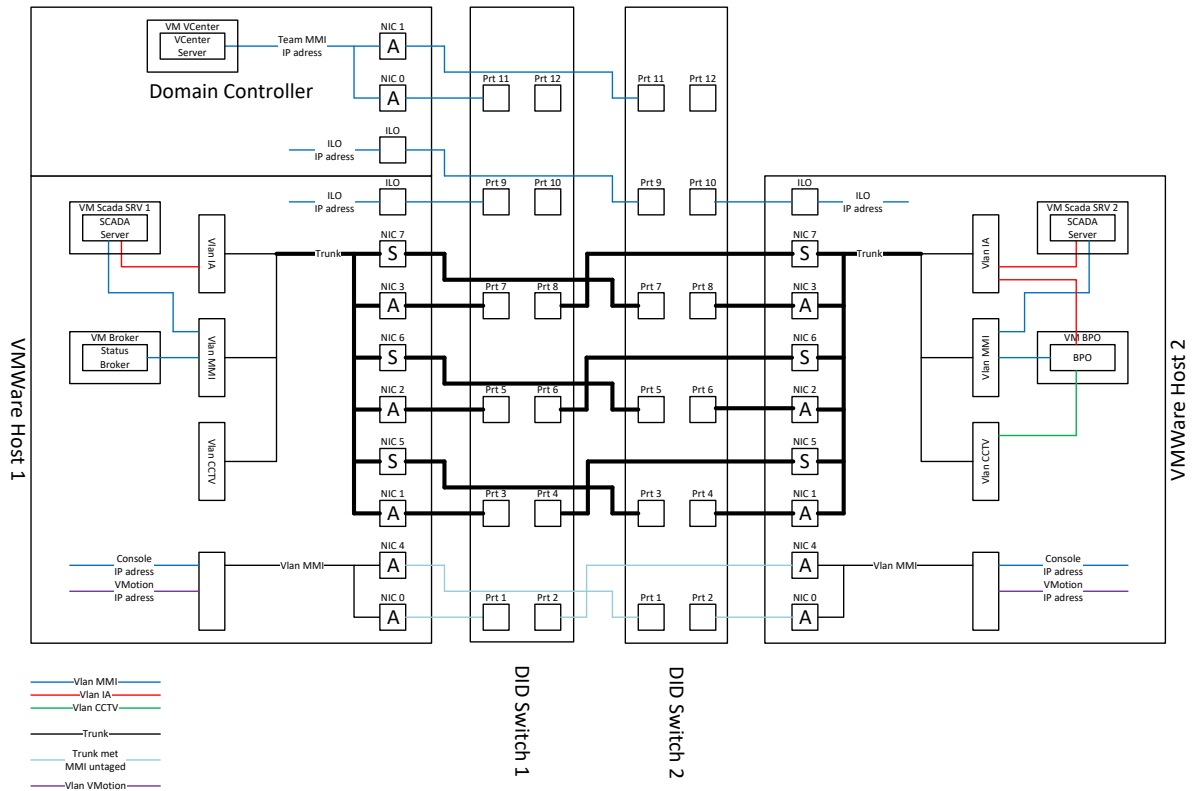 VM VCenter
VCenter
Server
Domain Controller
Team MMI
IP adress
NIC 1
A
NIC 0
A
ILO
ILO
IP adress
Prt 11
Prt 12
Prt 11
Prt 12
ILO
ILO
IP adress
Prt 9
Prt 10
Prt 9
Prt 10
ILO
ILO
IP adress
VMWare Host 1
VM Scada SRV 1
SCADA
Server
Vlan IA
VM Broker
Status
Broker
Vlan MMI
Vlan CCTV
Trunk
NIC 7
S
NIC 3
A
NIC 6
S
NIC 2
A
NIC 5
S
NIC 1
A
Console
IP adress
VMotion
IP adress
Vlan MMI
NIC 4
A
NIC 0
A
Prt 7
Prt 8
Prt 5
Prt 6
Prt 3
Prt 4
Prt 1
Prt 2
DID Switch 1
Prt 7
Prt 8
Prt 5
Prt 6
Prt 3
Prt 4
Prt 1
Prt 2
DID Switch 2
NIC 7
S
NIC 3
A
NIC 6
S
NIC 2
A
NIC 5
S
NIC 1
A
NIC 4
A
NIC 0
A
Trunk
Vlan IA
VM Scada SRV 2
SCADA
Server
Vlan MMI
VM BPO
BPO
Vlan CCTV
Vlan MMI
Console
IP adress
VMotion
IP adress
VMWare Host 2
Vlan MMI
Vlan IA
Vlan CCTV
Trunk
Trunk met
MMI untaged
Vlan VMotion